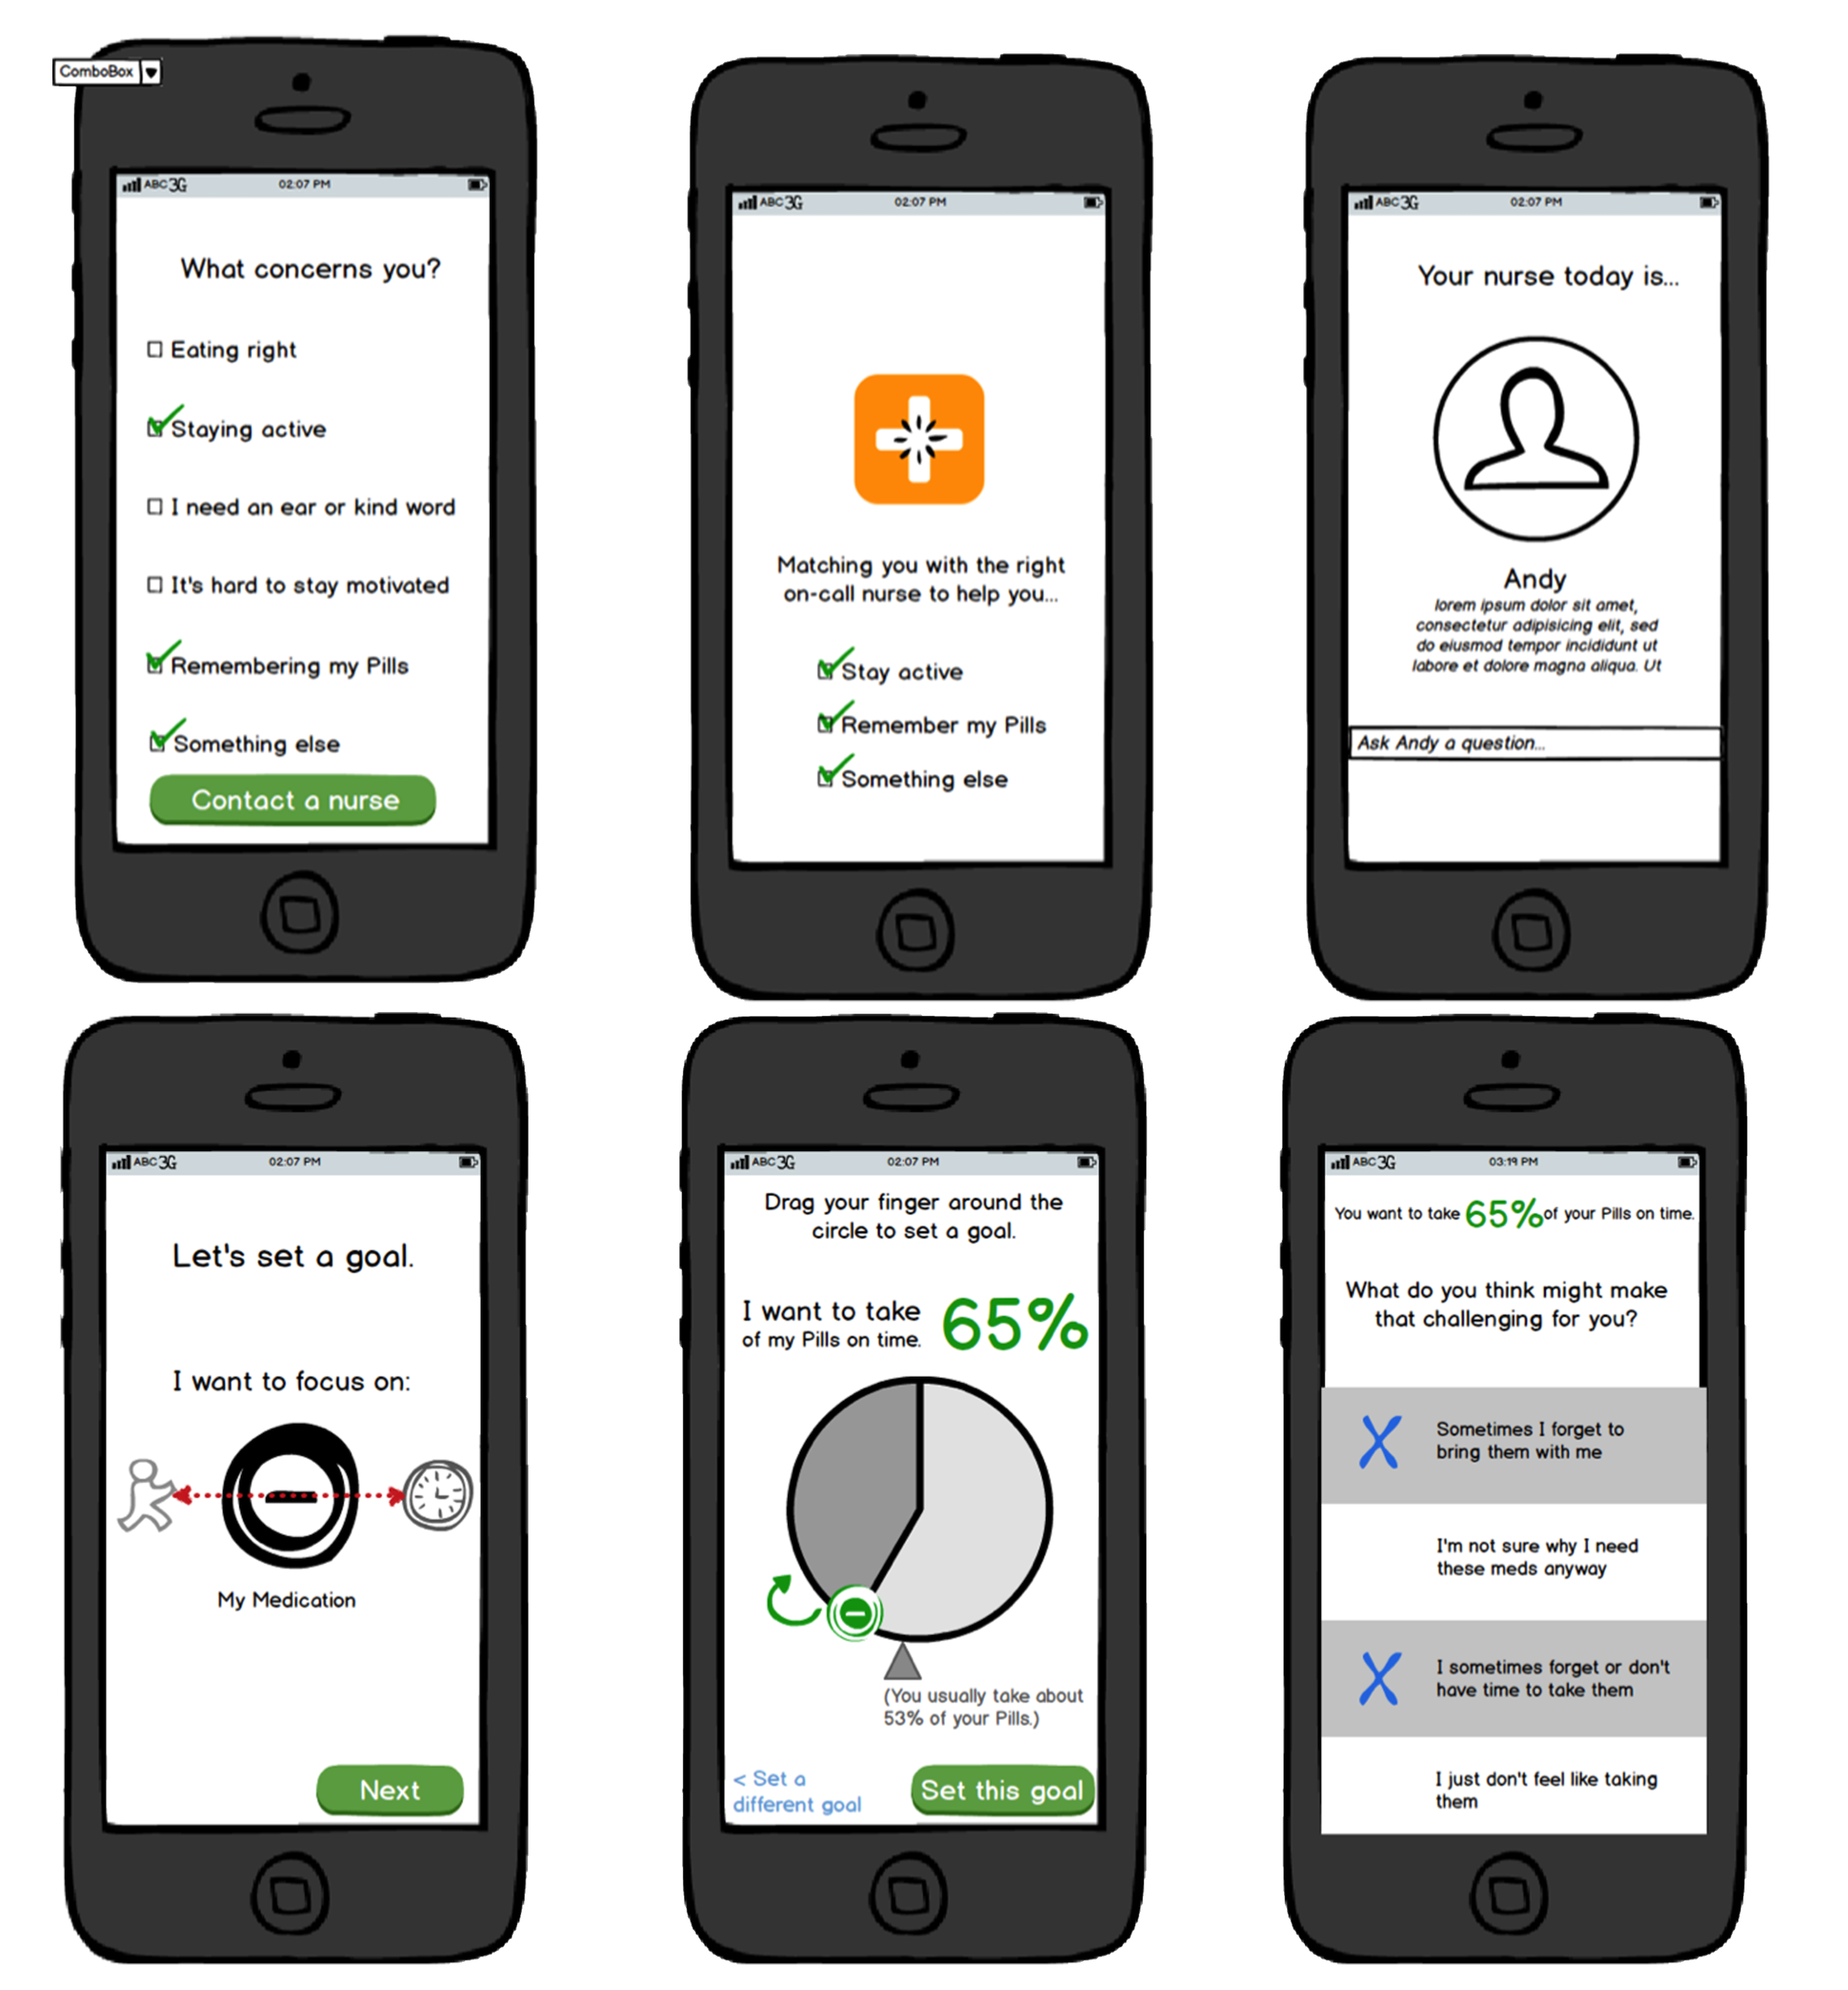 ComboBox
ABC 3G 02:07 PM
What concerns you?
Eating right
Staying active
I need an ear or kind word
It's hard to stay motivated
Remembering my Pills
Something else
Contact a nurse
ABC 3G 02:07 PM
Matching you with the right
on-call nurse to help you...
Stay active
Remember my Pills
Something else
ABC 3G 02:07 PM
Your nurse today is...
Andy
lorem ipsum dolor sit amet,
consectetur adipisicing elit, sed
do eiusmod tempor incididunt ut
labore et dolore magna aliqua. Ut
Ask Andy a question...
ABC 3G 02:07 PM
Let's set a goal.
I want to focus on:
My Medication
Next
ABC 3G 02:07 PM
Drag your finger around the
circle to set a goal.
I want to take 65%
of my Pills on time.
(You usually take about
53% of your Pills.)
< Set a
different goal
Set this goal
ABC 3G 03:19 PM
You want to take 65% of your Pills on time.
What do you think might make
that challenging for you?
Sometimes I forget to
bring them with me
I'm not sure why I need
these meds anyway
I sometimes forget or don't
have time to take them
I just don't feel like taking
them